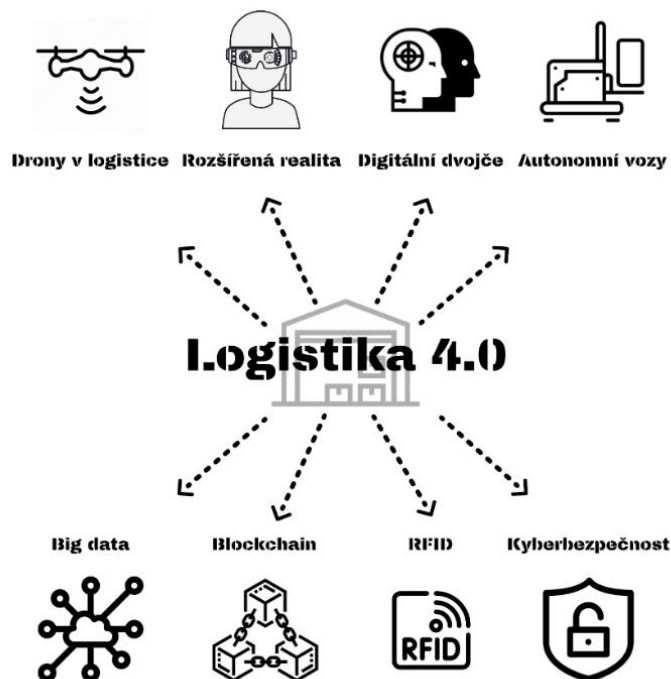 Drony v logistice
Rozšířená realita
Digitální dvojče
Autonomní vozy
Logistika 4.0
Big data
Blockchain
RFID
Kyberbezpečnost
RFID